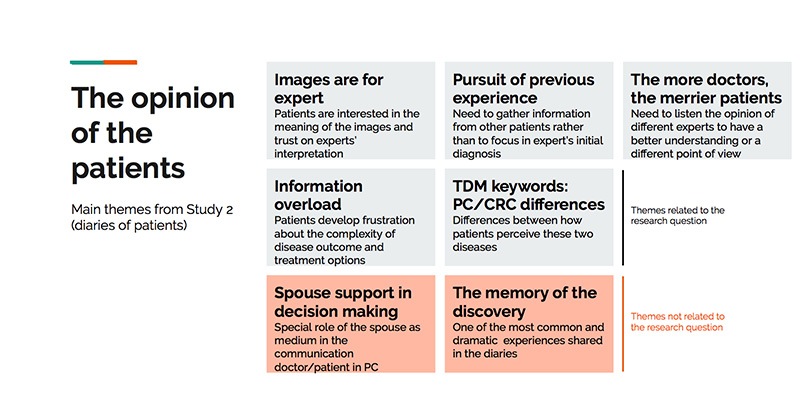 The opinion
of the
patients
Main themes from Study 2
(diaries of patients)
Images are for
expert
Patients are interested in the
meaning of the images and
trust on experts'
interpretation
Pursuit of previous
experience
Need to gather information
from other patients rather
than to focus in expert's initial
diagnosis
The more doctors,
the merrier patients
Need to listen the opinion of
different experts to have a
better understanding or a
different point of view
Information
overload
Patients develop frustration
about the complexity of
disease outcome and
treatment options
TDM keywords:
PC/CRC differences
Differences between how
patients perceive these two
diseases
Themes related to the
research question
Spouse support in
decision making
Special role of the spouse as
medium in the
communication
doctor/patient in PC
The memory of the
discovery
One of the most common and
dramatic experiences shared
in the diaries
Themes not related to
the research question